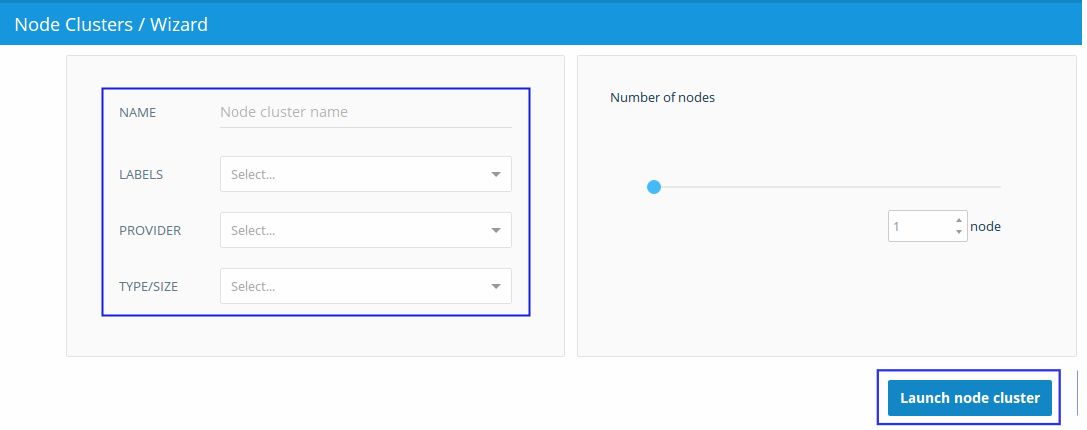 Node Clusters / Wizard
NAME
Node cluster name
LABELS
Select...
PROVIDER
Select...
TYPE/SIZE
Select...
Number of nodes
1
node
Launch node cluster